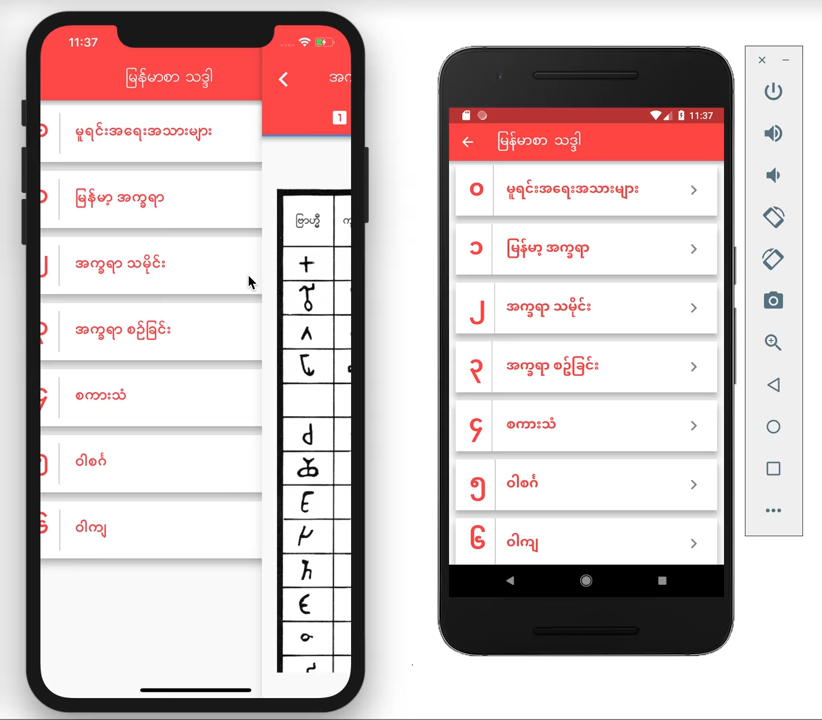 11:37
မြန်မာစာ သဒ္ဒါ
မူရင်းအရေးအသားများ
မြန်မာ့ အက္ခရာ
အက္ခရာ သမိုင်း
အက္ခရာ စဉ်ခြင်း
စကားသံ
ဝါစင်္ဂ
ဝါကျ
1
ဗြာဟ္မီ
11:37
မြန်မာစာ သဒ္ဒါ
၀ မူရင်းအရေးအသားများ
၁ မြန်မာ့ အက္ခရာ
၂ အက္ခရာ သမိုင်း
၃ အက္ခရာ စဉ်ခြင်း
၄ စကားသံ
၅ ဝါစင်္ဂ
၆ ဝါကျ